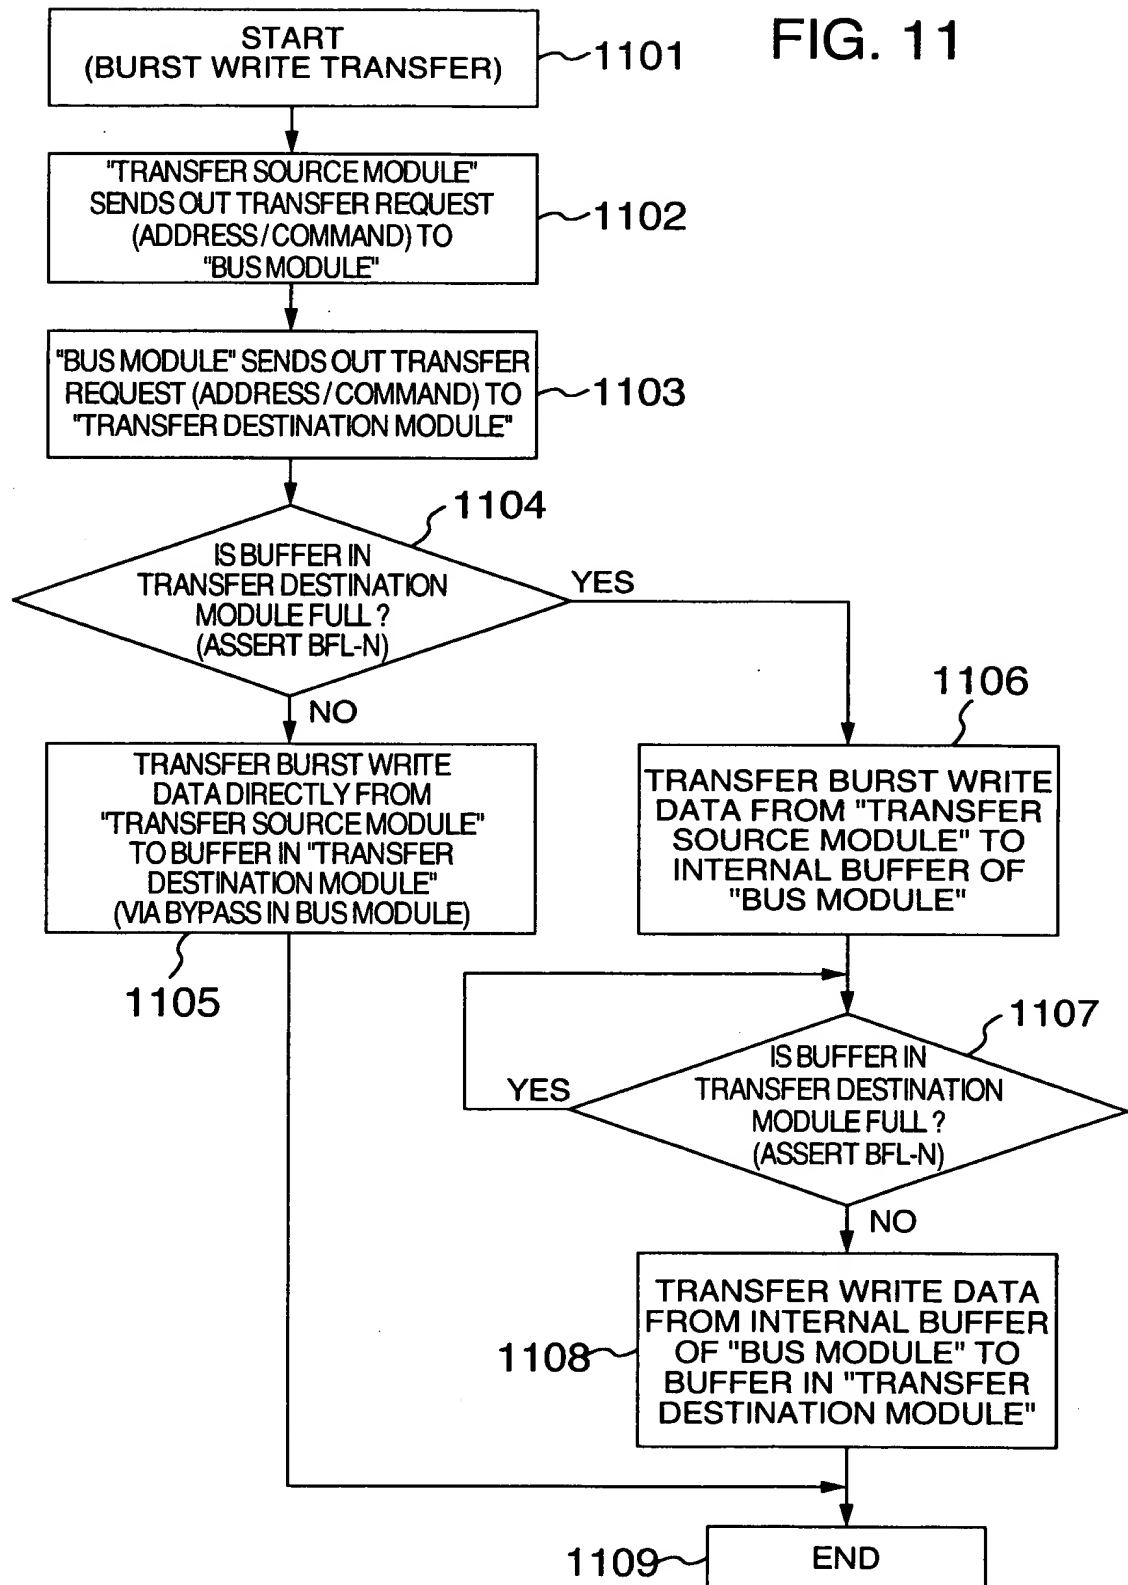 FIG. 11
START
(BURST WRITE TRANSFER)
1101
"TRANSFER SOURCE MODULE"
SENDS OUT TRANSFER REQUEST
(ADDRESS/COMMAND) TO
"BUS MODULE"
1102
"BUS MODULE" SENDS OUT TRANSFER
REQUEST (ADDRESS/COMMAND) TO
"TRANSFER DESTINATION MODULE"
1103
1104
IS BUFFER IN
TRANSFER DESTINATION
MODULE FULL?
(ASSERT BFL-N)
YES
NO
TRANSFER BURST WRITE
DATA DIRECTLY FROM
"TRANSFER SOURCE MODULE"
TO BUFFER IN "TRANSFER
DESTINATION MODULE"
(VIA BYPASS IN BUS MODULE)
1105
1106
TRANSFER BURST WRITE
DATA FROM "TRANSFER
SOURCE MODULE" TO
INTERNAL BUFFER OF
"BUS MODULE"
1107
IS BUFFER IN
TRANSFER DESTINATION
MODULE FULL?
(ASSERT BFL-N)
YES
NO
TRANSFER WRITE DATA
FROM INTERNAL BUFFER
OF "BUS MODULE" TO
BUFFER IN "TRANSFER
DESTINATION MODULE"
1108
END
1109